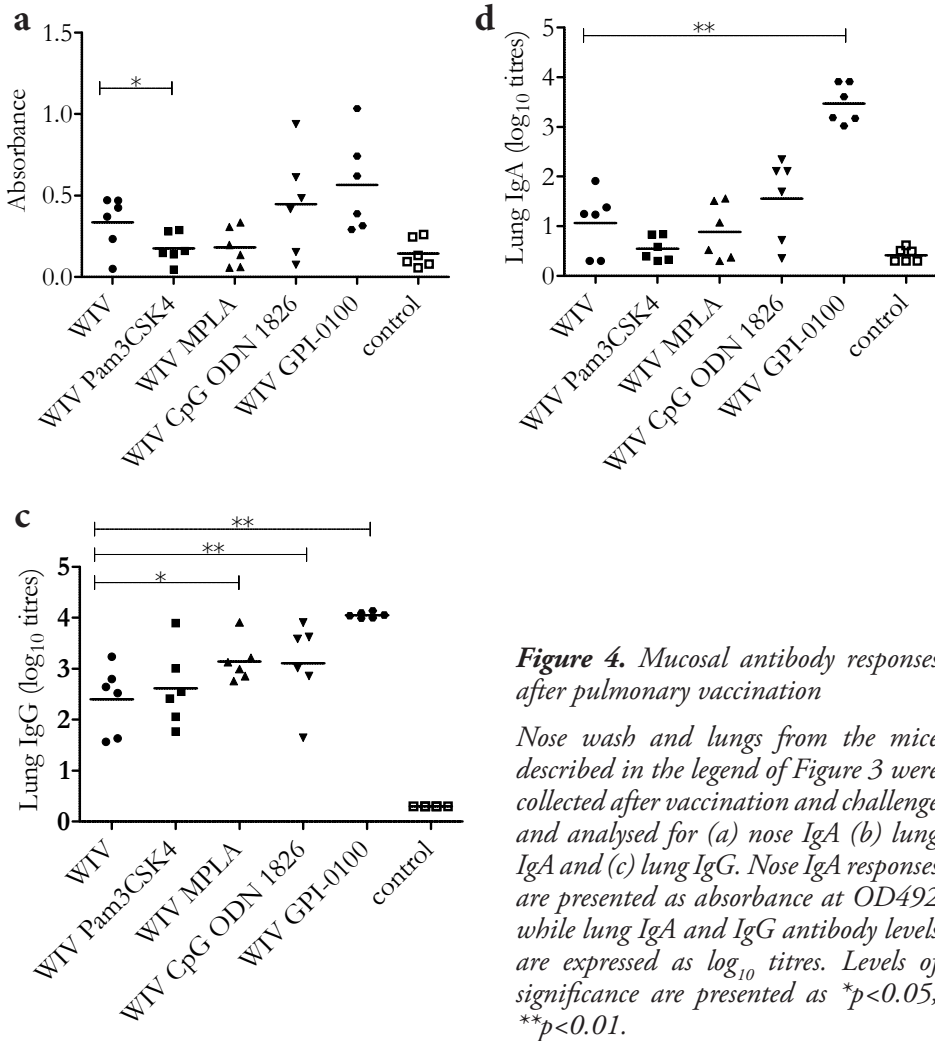 a
1.5
1.0
0.5
0.0
Absorbance
*
WIV
WIV Pam3CSK4
WIV MPLA
WIV CpG ODN 1826
WIV GPI-0100
control
d
5
4
3
2
1
0
Lung IgA (log10 titres)
**
WIV
WIV Pam3CSK4
WIV MPLA
WIV CpG ODN 1826
WIV GPI-0100
control
c
5
4
3
2
1
0
Lung IgG (log10 titres)
**
**
*
WIV
WIV Pam3CSK4
WIV MPLA
WIV CpG ODN 1826
WIV GPI-0100
control
Figure 4. Mucosal antibody responses
after pulmonary vaccination
Nose wash and lungs from the mice
described in the legend of Figure 3 were
collected after vaccination and challenge
and analysed for (a) nose IgA (b) lung
IgA and (c) lung IgG. Nose IgA responses
are presented as absorbance at OD492
while lung IgA and IgG antibody levels
are expressed as log10 titres. Levels of
significance are presented as *p<0.05,
**p<0.01.